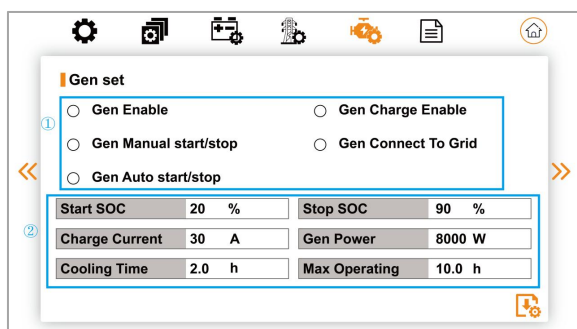 Gen set
①
Gen Enable
Gen Charge Enable
Gen Manual start/stop
Gen Connect To Grid
Gen Auto start/stop
②
Start SOC 20 % Stop SOC 90 %
Charge Current 30 A Gen Power 8000 W
Cooling Time 2.0 h Max Operating 10.0 h